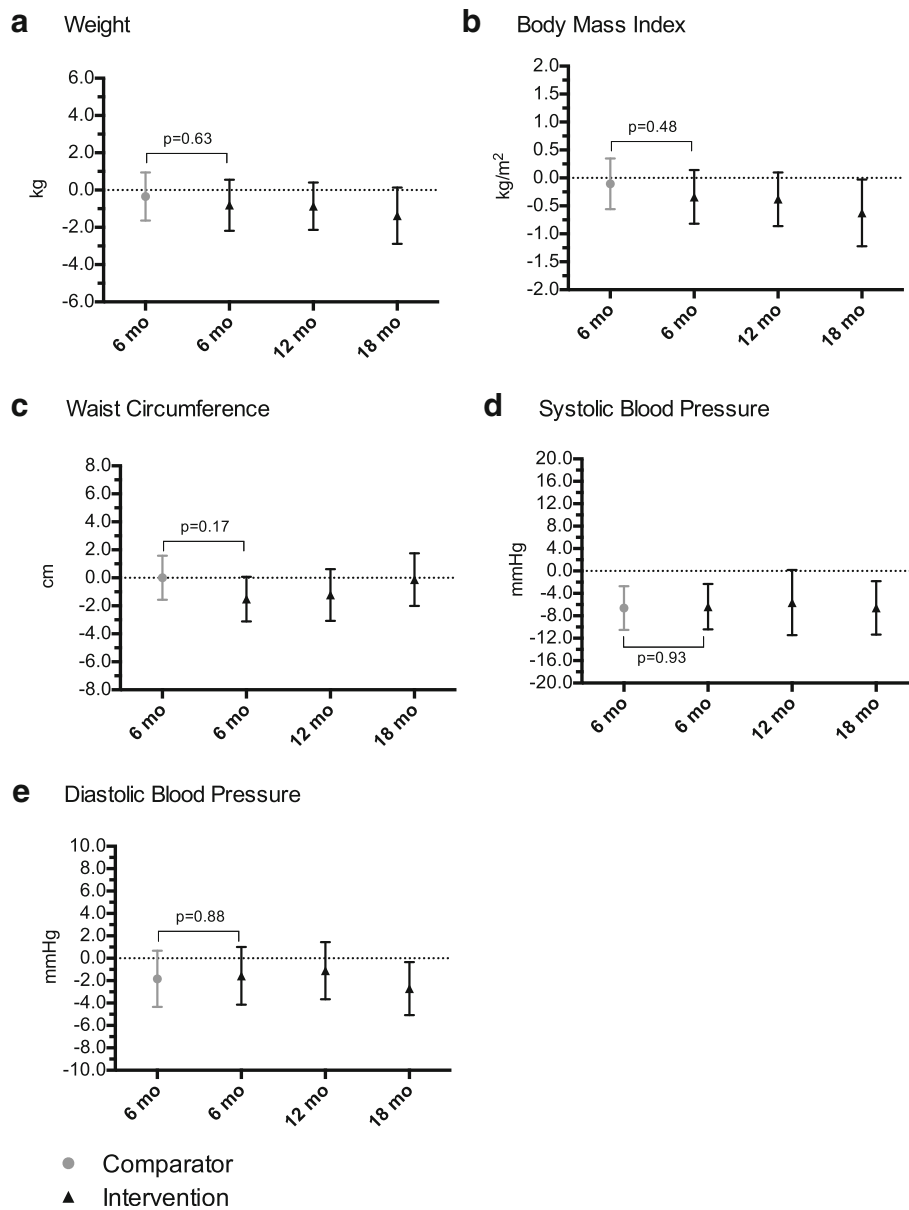 a Weight
6.0
4.0
2.0
0.0
-2.0
-4.0
-6.0
kg
p=0.63
6 mo
6 mo
12 mo
18 mo
b Body Mass Index
2.0
1.5
1.0
0.5
0.0
-0.5
-1.0
-1.5
-2.0
kg/m²
p=0.48
6 mo
6 mo
12 mo
18 mo
c Waist Circumference
8.0
6.0
4.0
2.0
0.0
-2.0
-4.0
-6.0
-8.0
cm
p=0.17
6 mo
6 mo
12 mo
18 mo
d Systolic Blood Pressure
20.0
16.0
12.0
8.0
4.0
0.0
-4.0
-8.0
-12.0
-16.0
-20.0
mmHg
p=0.93
6 mo
6 mo
12 mo
18 mo
e Diastolic Blood Pressure
10.0
8.0
6.0
4.0
2.0
0.0
-2.0
-4.0
-6.0
-8.0
-10.0
mmHg
p=0.88
6 mo
6 mo
12 mo
18 mo
Comparator
Intervention